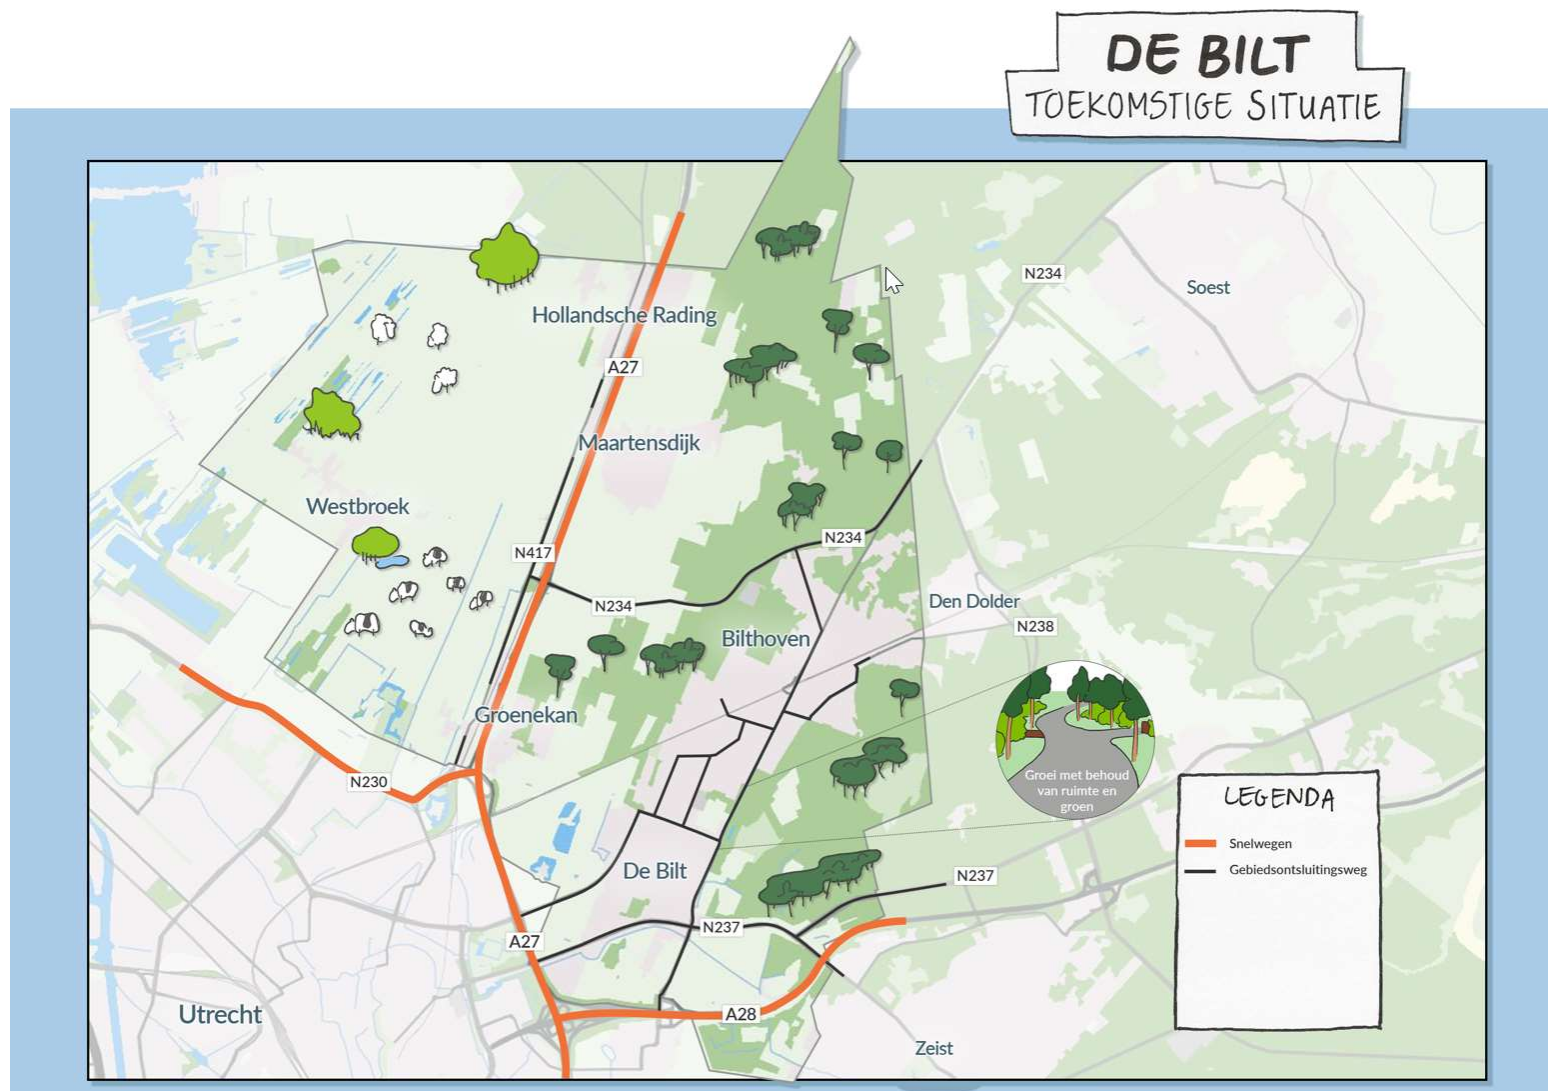 DE BILT
TOEKOMSTIGE SITUATIE
N234
Soest
Hollandsche Rading
A27
Maartensdijk
Westbroek
N417
N234
N234
Den Dolder
N238
Bilthoven
Groenekan
N230
Groei met behoud
van ruimte en
groen
LEGENDA
Snelwegen
Gebiedsontsluitingsweg
De Bilt
N237
N237
A27
Utrecht
A28
Zeist